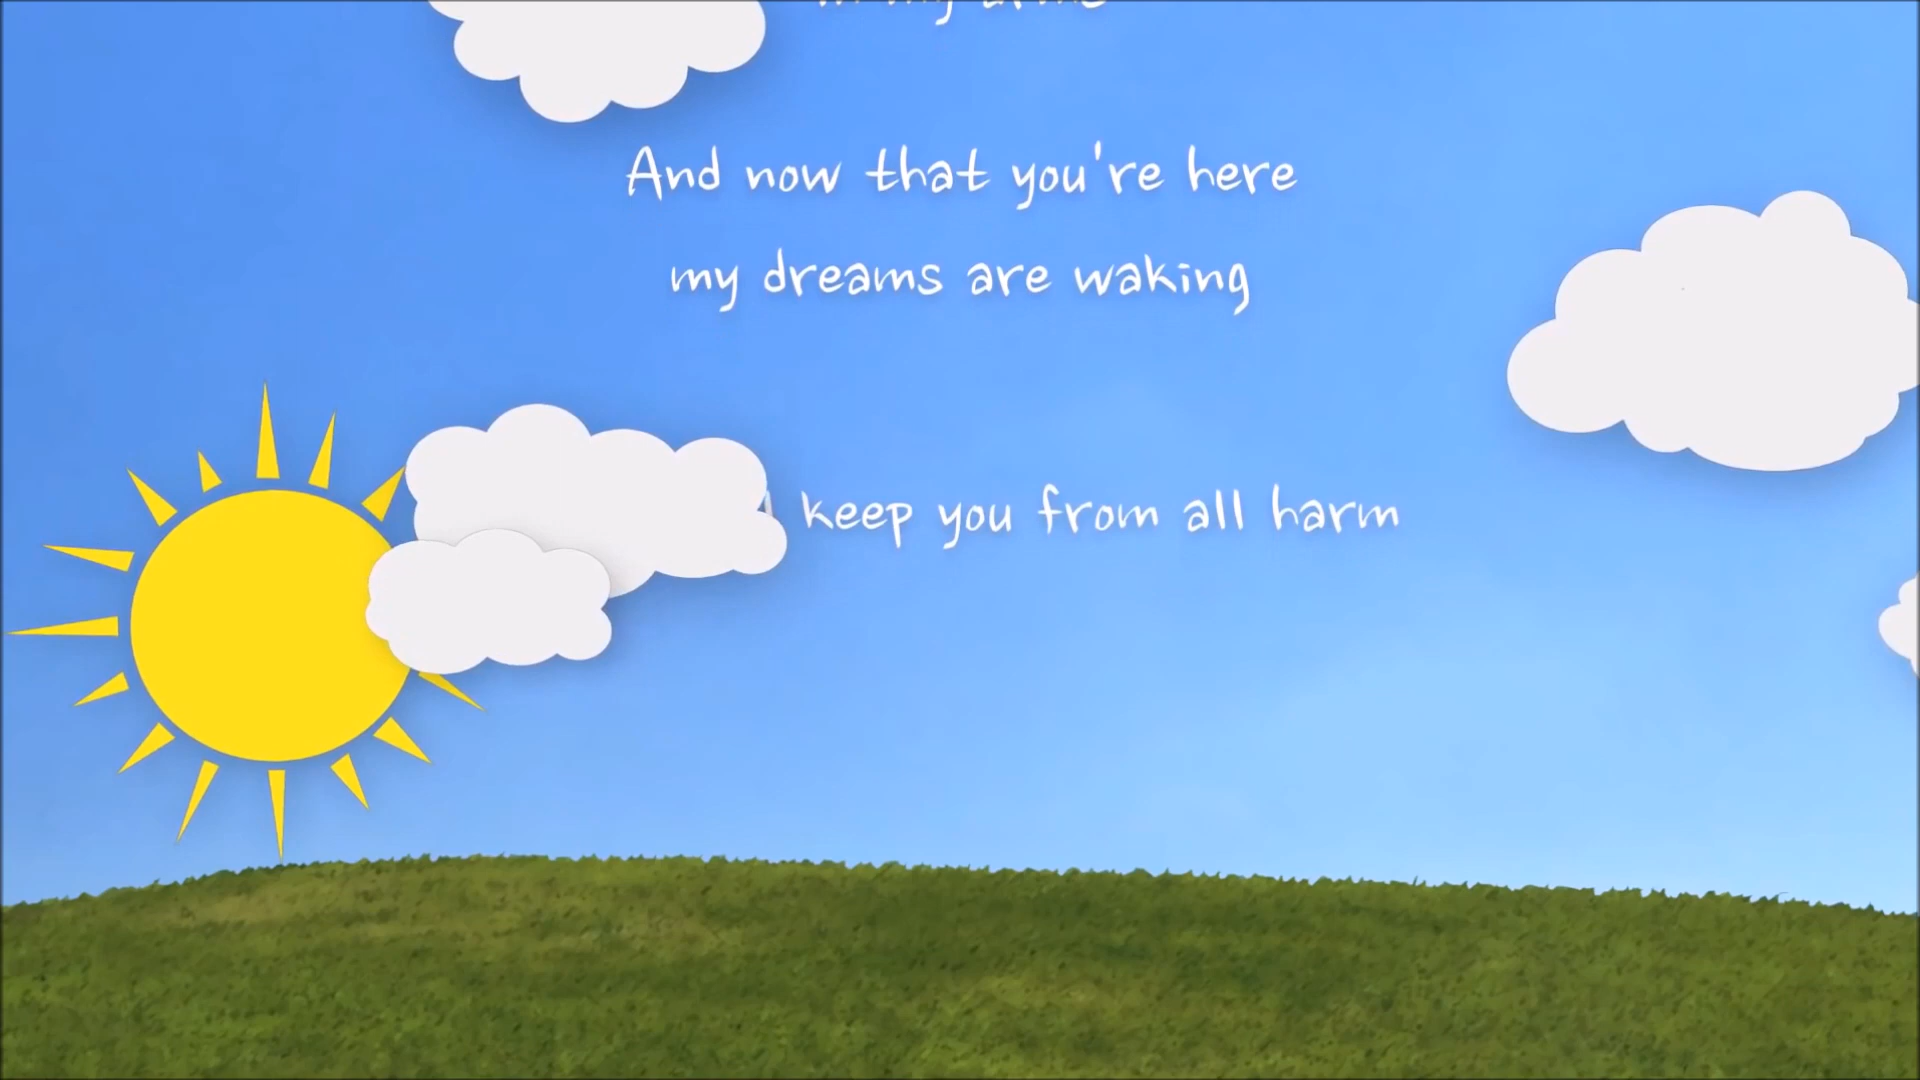 And now that you're here
my dreams are waking
keep you from all harm